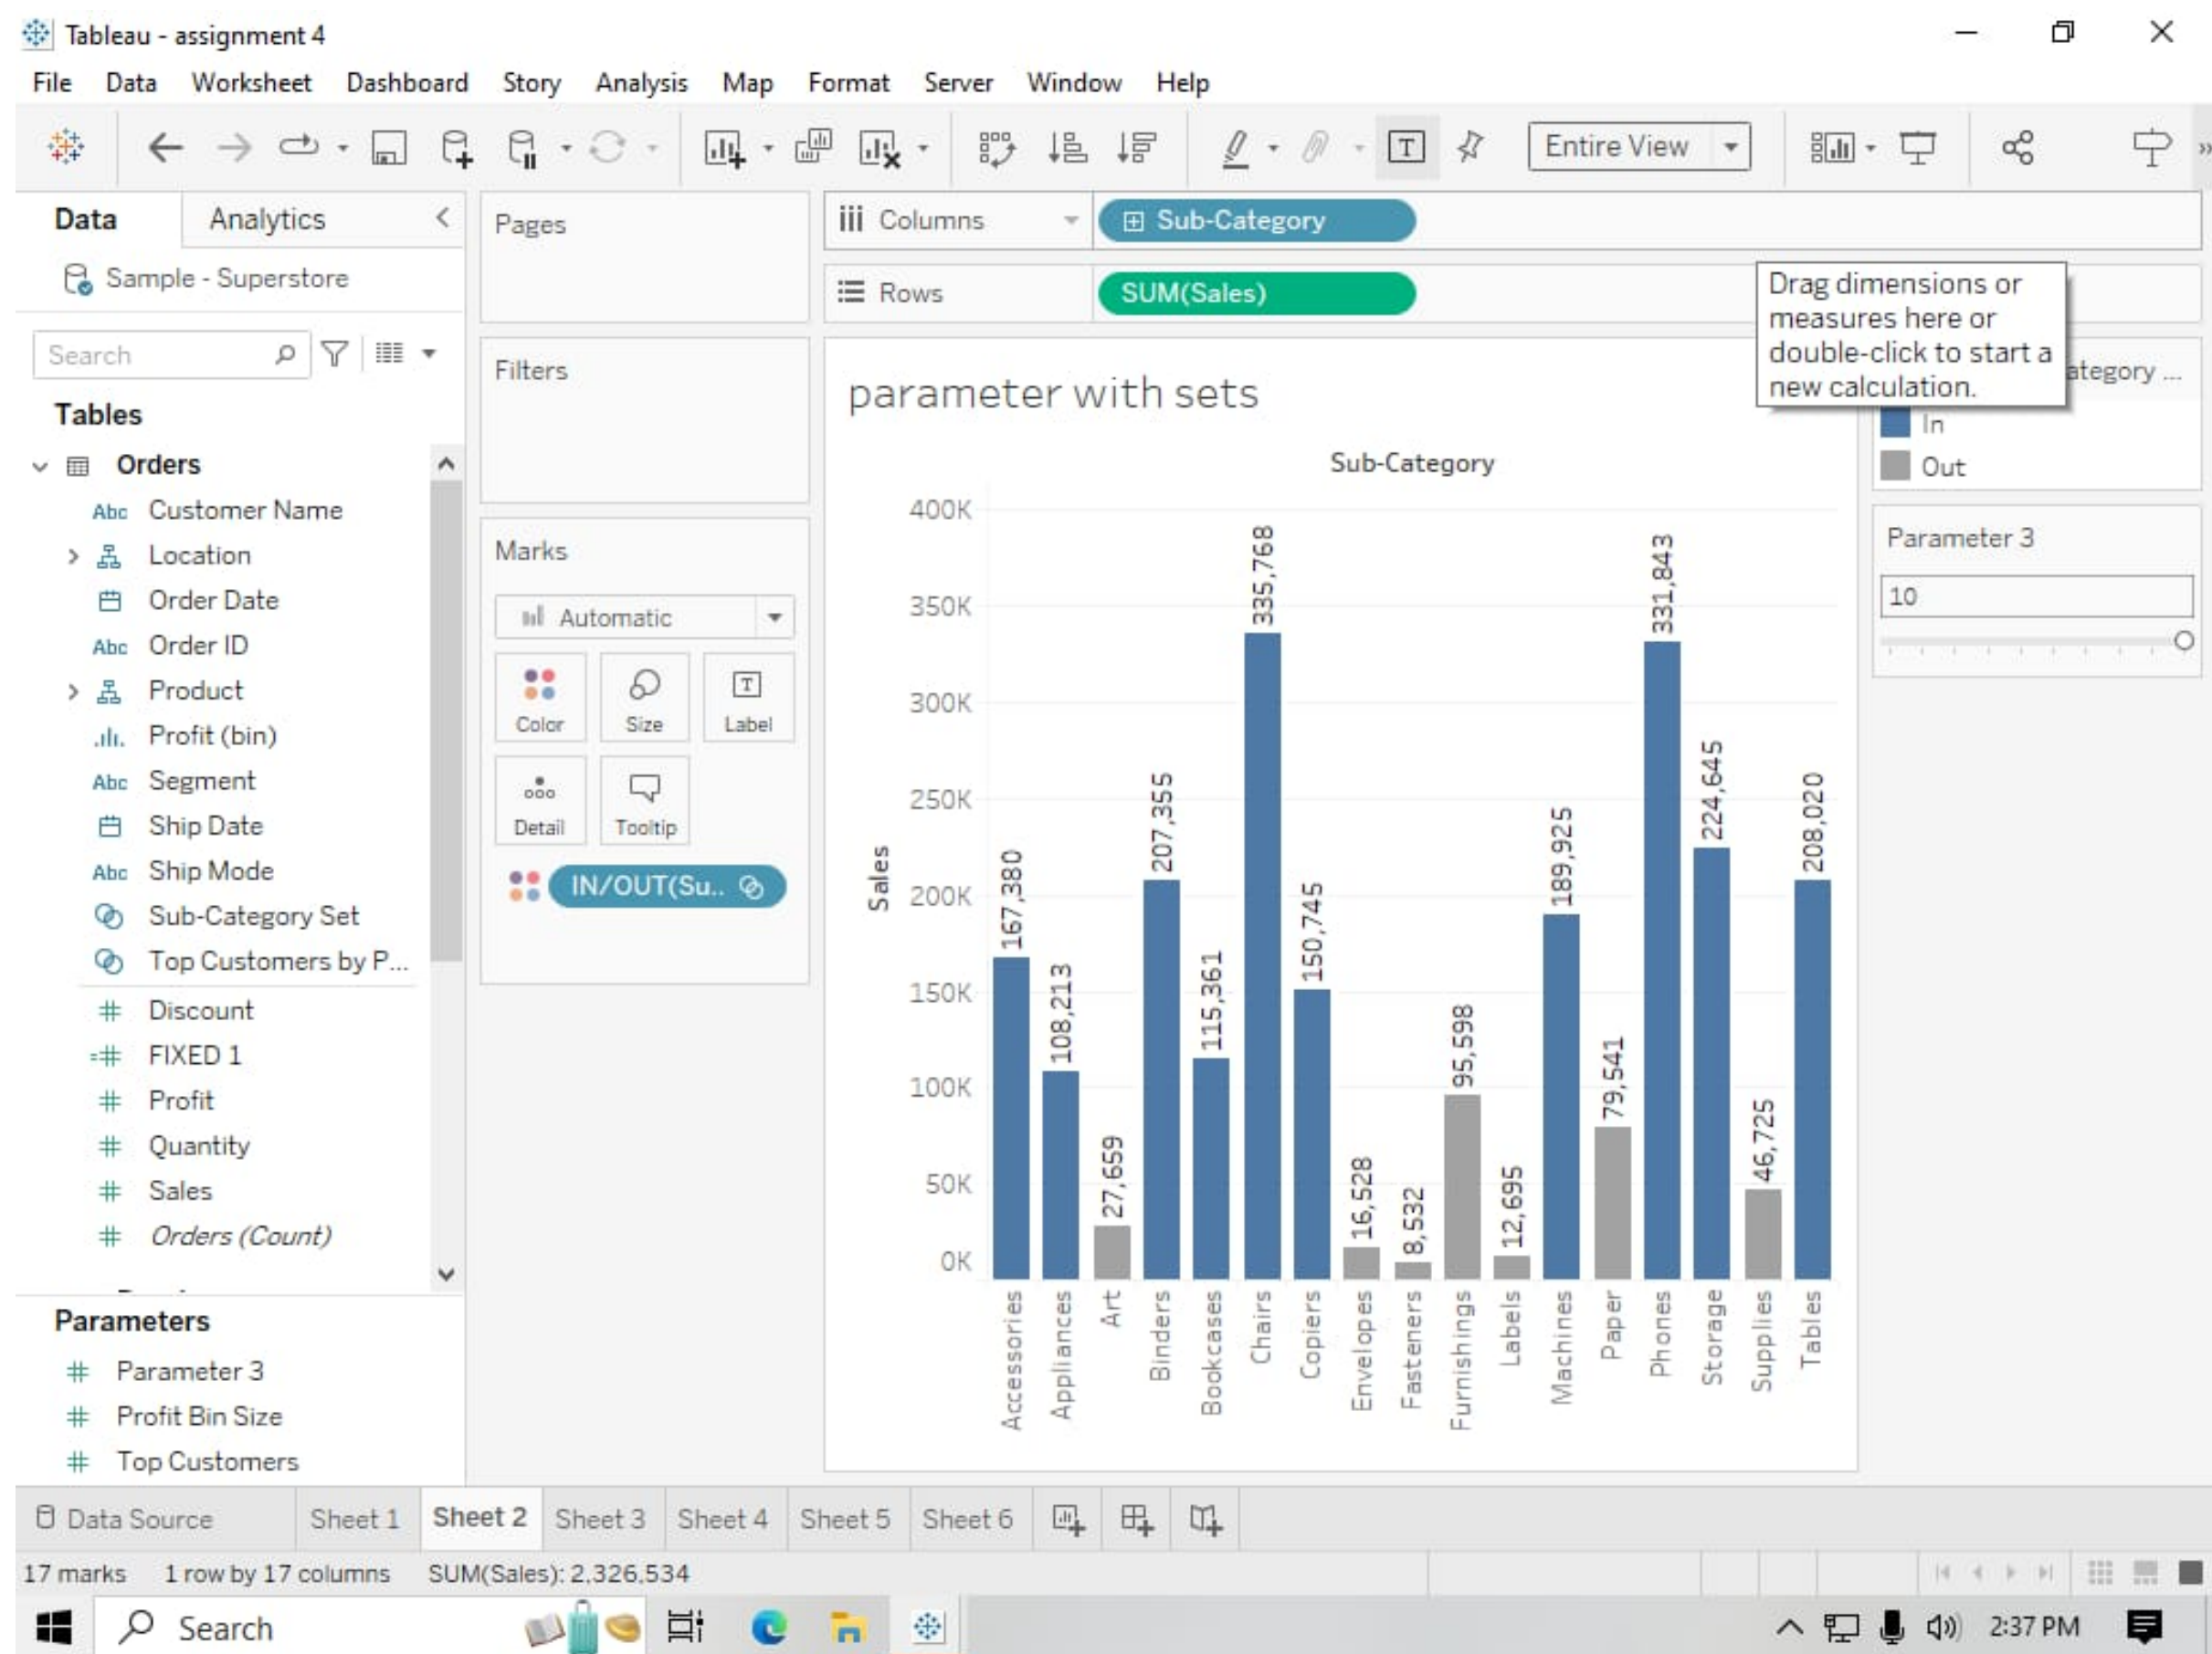 Tableau - assignment 4
File Data Worksheet Dashboard Story Analysis Map Format Server Window Help
T Entire View
Data Analytics
Sample - Superstore
Search
Tables
Orders
Abc Customer Name
Location
Order Date
Abc Order ID
Product
Profit (bin)
Abc Segment
Ship Date
Abc Ship Mode
Sub-Category Set
Top Customers by P...
# Discount
=# FIXED 1
# Profit
# Quantity
# Sales
# Orders (Count)
Parameters
# Parameter 3
# Profit Bin Size
# Top Customers
Pages
Filters
Marks
Automatic
Color Size T Label
Detail Tooltip
IN/OUT(Su..
Columns Sub-Category
Rows SUM(Sales)
Drag dimensions or
measures here or
double-click to start a
new calculation.
ategory ...
In
Out
Parameter 3
10
parameter with sets
Sub-Category
Sales
400K
350K
300K
250K
200K
150K
100K
50K
0K
167,380
108,213
27,659
207,355
115,361
335,768
150,745
16,528
8,532
95,598
12,695
189,925
79,541
331,843
224,645
46,725
208,020
Accessories
Appliances
Art
Binders
Bookcases
Chairs
Copiers
Envelopes
Fasteners
Furnishings
Labels
Machines
Paper
Phones
Storage
Supplies
Tables
Data Source Sheet 1 Sheet 2 Sheet 3 Sheet 4 Sheet 5 Sheet 6
17 marks 1 row by 17 columns SUM(Sales): 2,326,534
Search 2:37 PM